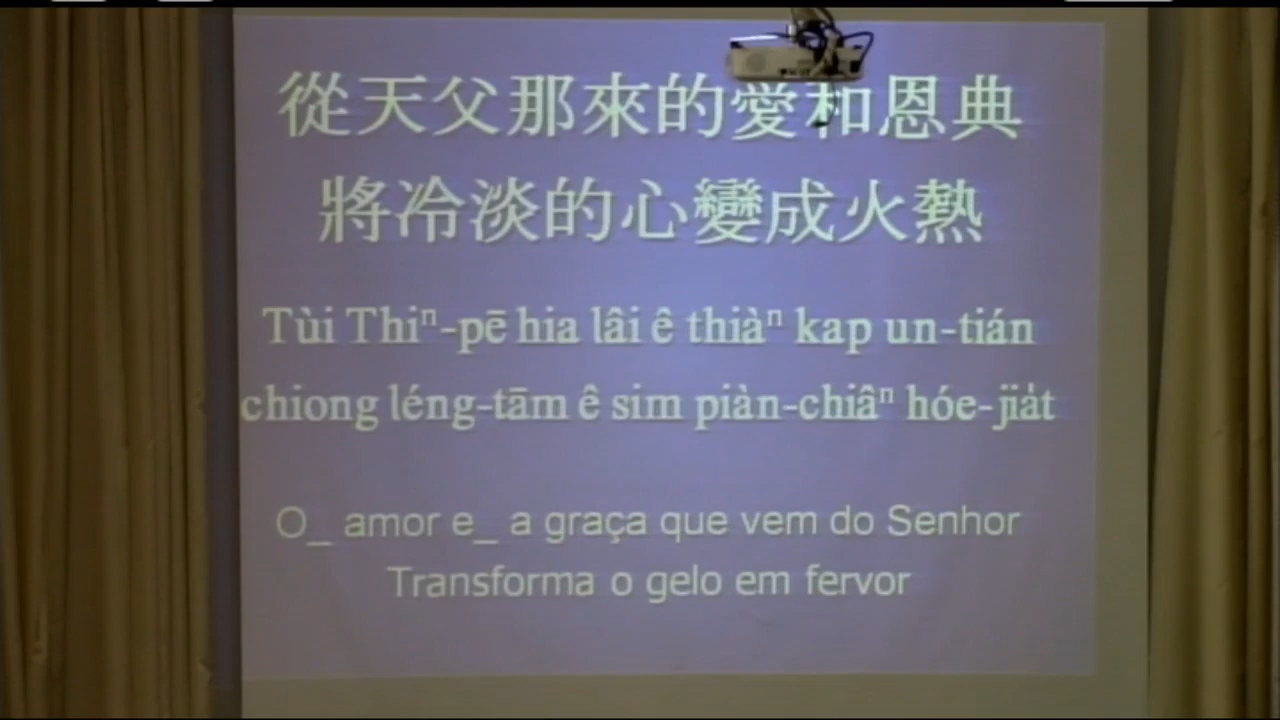 從天父那來的愛和恩典
將冷淡的心變成火熱
Tùi Thiⁿ-pē hia lâi ê thiàⁿ kap un-tián
chiong léng-tām ê sim piàn-chiâⁿ hóe-jia̍t
O_ amor e_ a graça que vem do Senhor
Transforma o gelo em fervor